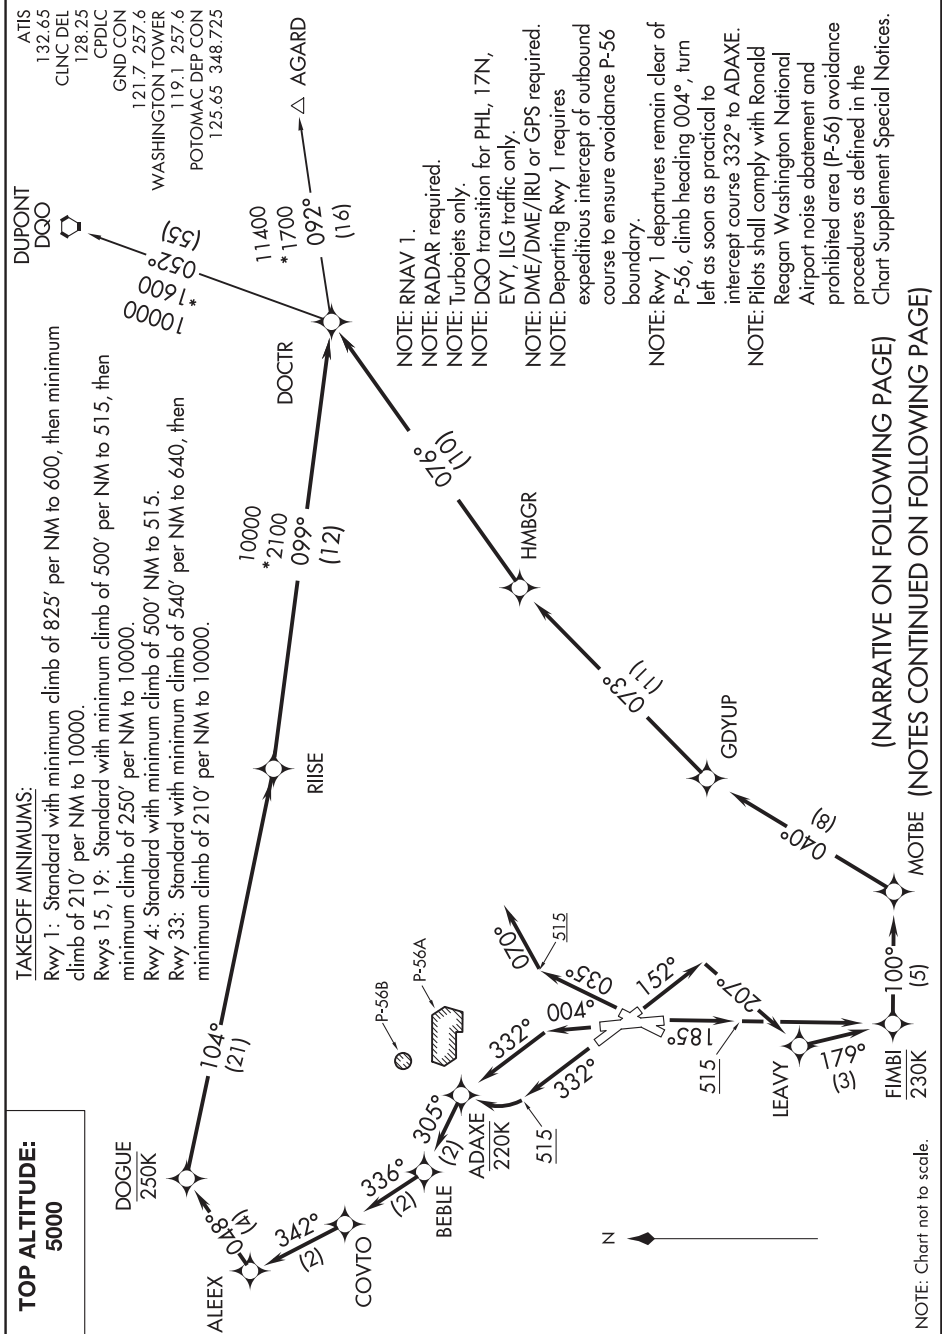 TOP ALTITUDE:
5000
TAKEOFF MINIMUMS:
Rwy 1: Standard with minimum climb of 825' per NM to 600, then minimum
climb of 210' per NM to 10000.
Rwys 15, 19: Standard with minimum climb of 500' per NM to 515, then
minimum climb of 250' per NM to 10000.
Rwy 4: Standard with minimum climb of 500' NM to 515.
Rwy 33: Standard with minimum climb of 540' per NM to 640, then
minimum climb of 210' per NM to 10000.
ATIS
132.65
CLNC DEL
128.25
CPDLC
GND CON
121.7 257.6
WASHINGTON TOWER
119.1 257.6
POTOMAC DEP CON
125.65 348.725
DUPONT
DQO
10000
*1600
052°
(55)
11400
*1700
092°
(16)
AGARD
DOCTR
10000
*2100
099°
(12)
RIISE
104°
(21)
DOGUE
250K
048°
(4)
ALEEX
342°
(2)
COVTO
336°
(2)
BEBLE
305°
(2)
ADAXE
220K
P-56B
P-56A
332°
004°
332°
515
035°
070°
515
152°
207°
185°
515
LEAVY
179°
(3)
FIMBI
230K
100°
(5)
MOTBE
040°
(8)
GDYUP
073°
(11)
HMBGR
076°
(10)
N
NOTE: RNAV 1.
NOTE: RADAR required.
NOTE: Turbojets only.
NOTE: DQO transition for PHL, 17N,
EVY, ILG traffic only.
NOTE: DME/DME/IRU or GPS required.
NOTE: Departing Rwy 1 requires
expeditious intercept of outbound
course to ensure avoidance P-56
boundary.
NOTE: Rwy 1 departures remain clear of
P-56, climb heading 004°, turn
left as soon as practical to
intercept course 332° to ADAXE.
NOTE: Pilots shall comply with Ronald
Reagan Washington National
Airport noise abatement and
prohibited area (P-56) avoidance
procedures as defined in the
Chart Supplement Special Notices.
(NARRATIVE ON FOLLOWING PAGE)
(NOTES CONTINUED ON FOLLOWING PAGE)
NOTE: Chart not to scale.